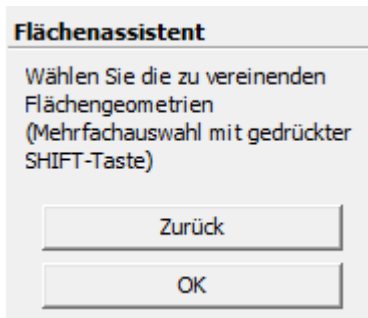 Flächenassistent
Wählen Sie die zu vereinenden
Flächengeometrien
(Mehrfachauswahl mit gedrückter
SHIFT-Taste)
Zurück
OK